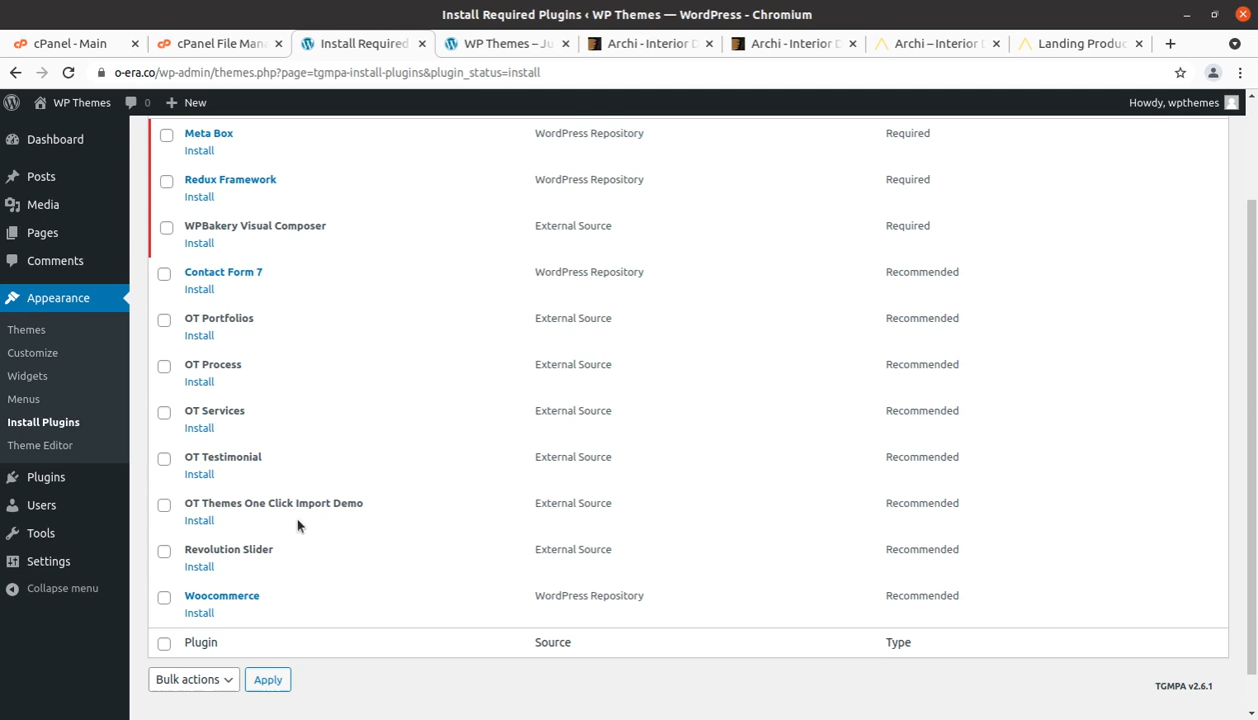 Install Required Plugins ‹ WP Themes — WordPress - Chromium
cPanel - Main
cPanel File Mana
Install Required
WP Themes – Ju
Archi - Interior D
Archi - Interior D
Archi – Interior D
Landing Produc
o-era.co/wp-admin/themes.php?page=tgmpa-install-plugins&plugin_status=install
WP Themes 0 New Howdy, wpthemes
Dashboard
Posts
Media
Pages
Comments
Appearance
Themes
Customize
Widgets
Menus
Install Plugins
Theme Editor
Plugins
Users
Tools
Settings
Collapse menu
Meta Box WordPress Repository Required
Install
Redux Framework WordPress Repository Required
Install
WPBakery Visual Composer External Source Required
Install
Contact Form 7 WordPress Repository Recommended
Install
OT Portfolios External Source Recommended
Install
OT Process External Source Recommended
Install
OT Services External Source Recommended
Install
OT Testimonial External Source Recommended
Install
OT Themes One Click Import Demo External Source Recommended
Install
Revolution Slider External Source Recommended
Install
Woocommerce WordPress Repository Recommended
Install
Plugin Source Type
Bulk actions Apply
TGMPA v2.6.1